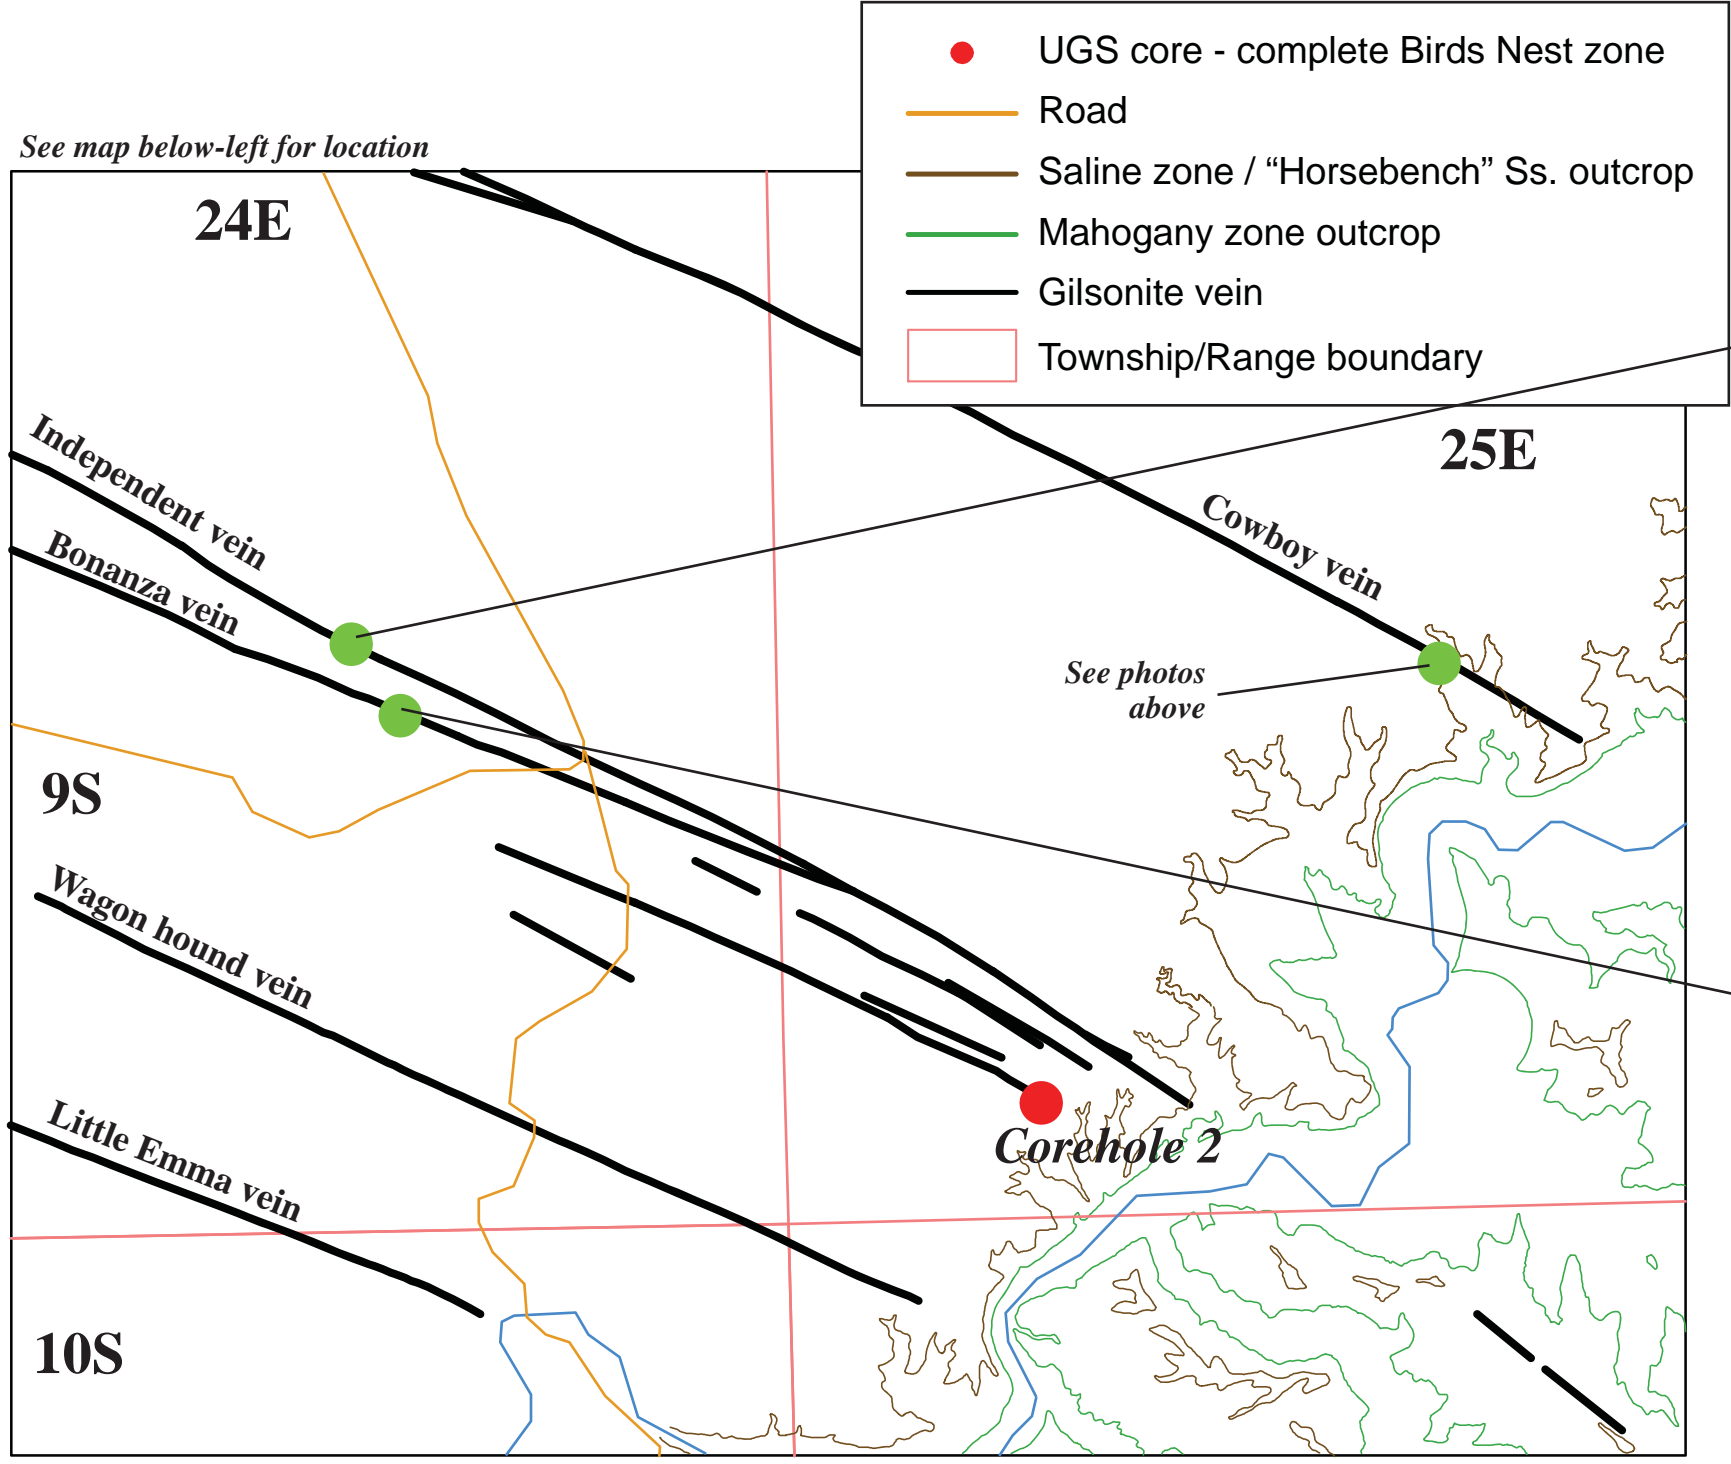 UGS core - complete Birds Nest zone
Road
Saline zone / “Horsebench” Ss. outcrop
Mahogany zone outcrop
Gilsonite vein
Township/Range boundary
See map below-left for location
24E
25E
Independent vein
Bonanza vein
Cowboy vein
See photos
above
9S
Wagon hound vein
Little Emma vein
Corehole 2
10S